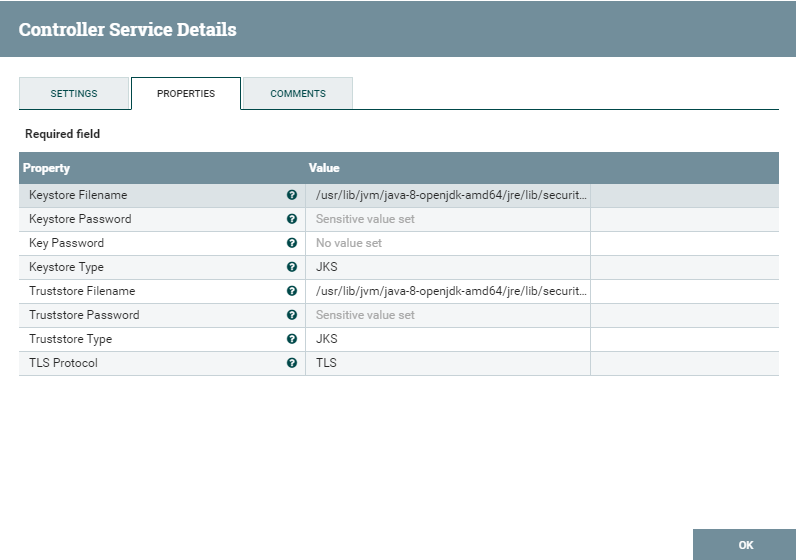 Controller Service Details
SETTINGS PROPERTIES COMMENTS
Required field
Property Value
Keystore Filename /usr/lib/jvm/java-8-openjdk-amd64/jre/lib/securit...
Keystore Password Sensitive value set
Key Password No value set
Keystore Type JKS
Truststore Filename /usr/lib/jvm/java-8-openjdk-amd64/jre/lib/securit...
Truststore Password Sensitive value set
Truststore Type JKS
TLS Protocol TLS
OK